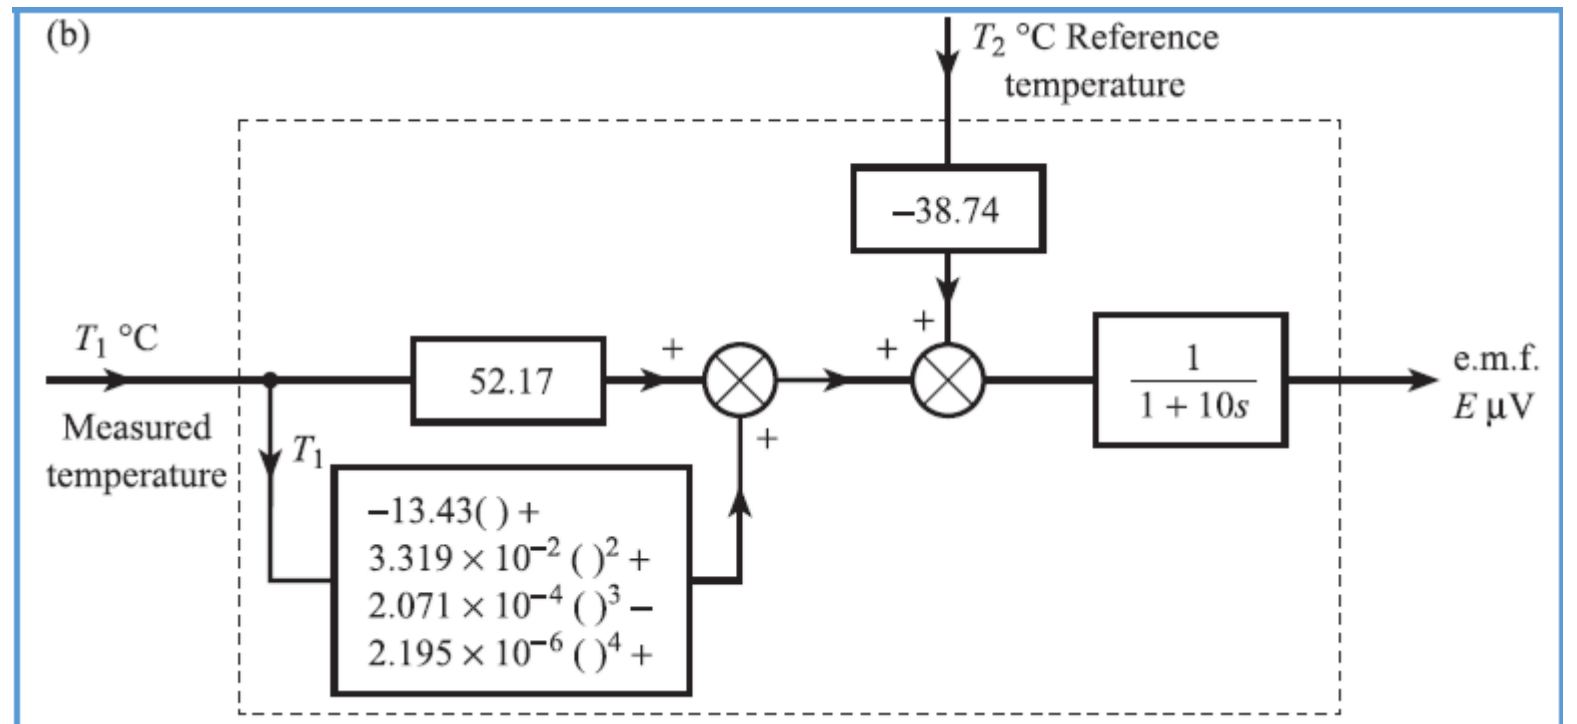 (b)
T₂ °C Reference
temperature
−38.74
+
T₁ °C
+
+
52.17
1
1 + 10s
e.m.f.
E μV
Measured
temperature
T₁
+
−13.43( ) +
3.319 × 10⁻² ( )² +
2.071 × 10⁻⁴ ( )³ −
2.195 × 10⁻⁶ ( )⁴ +